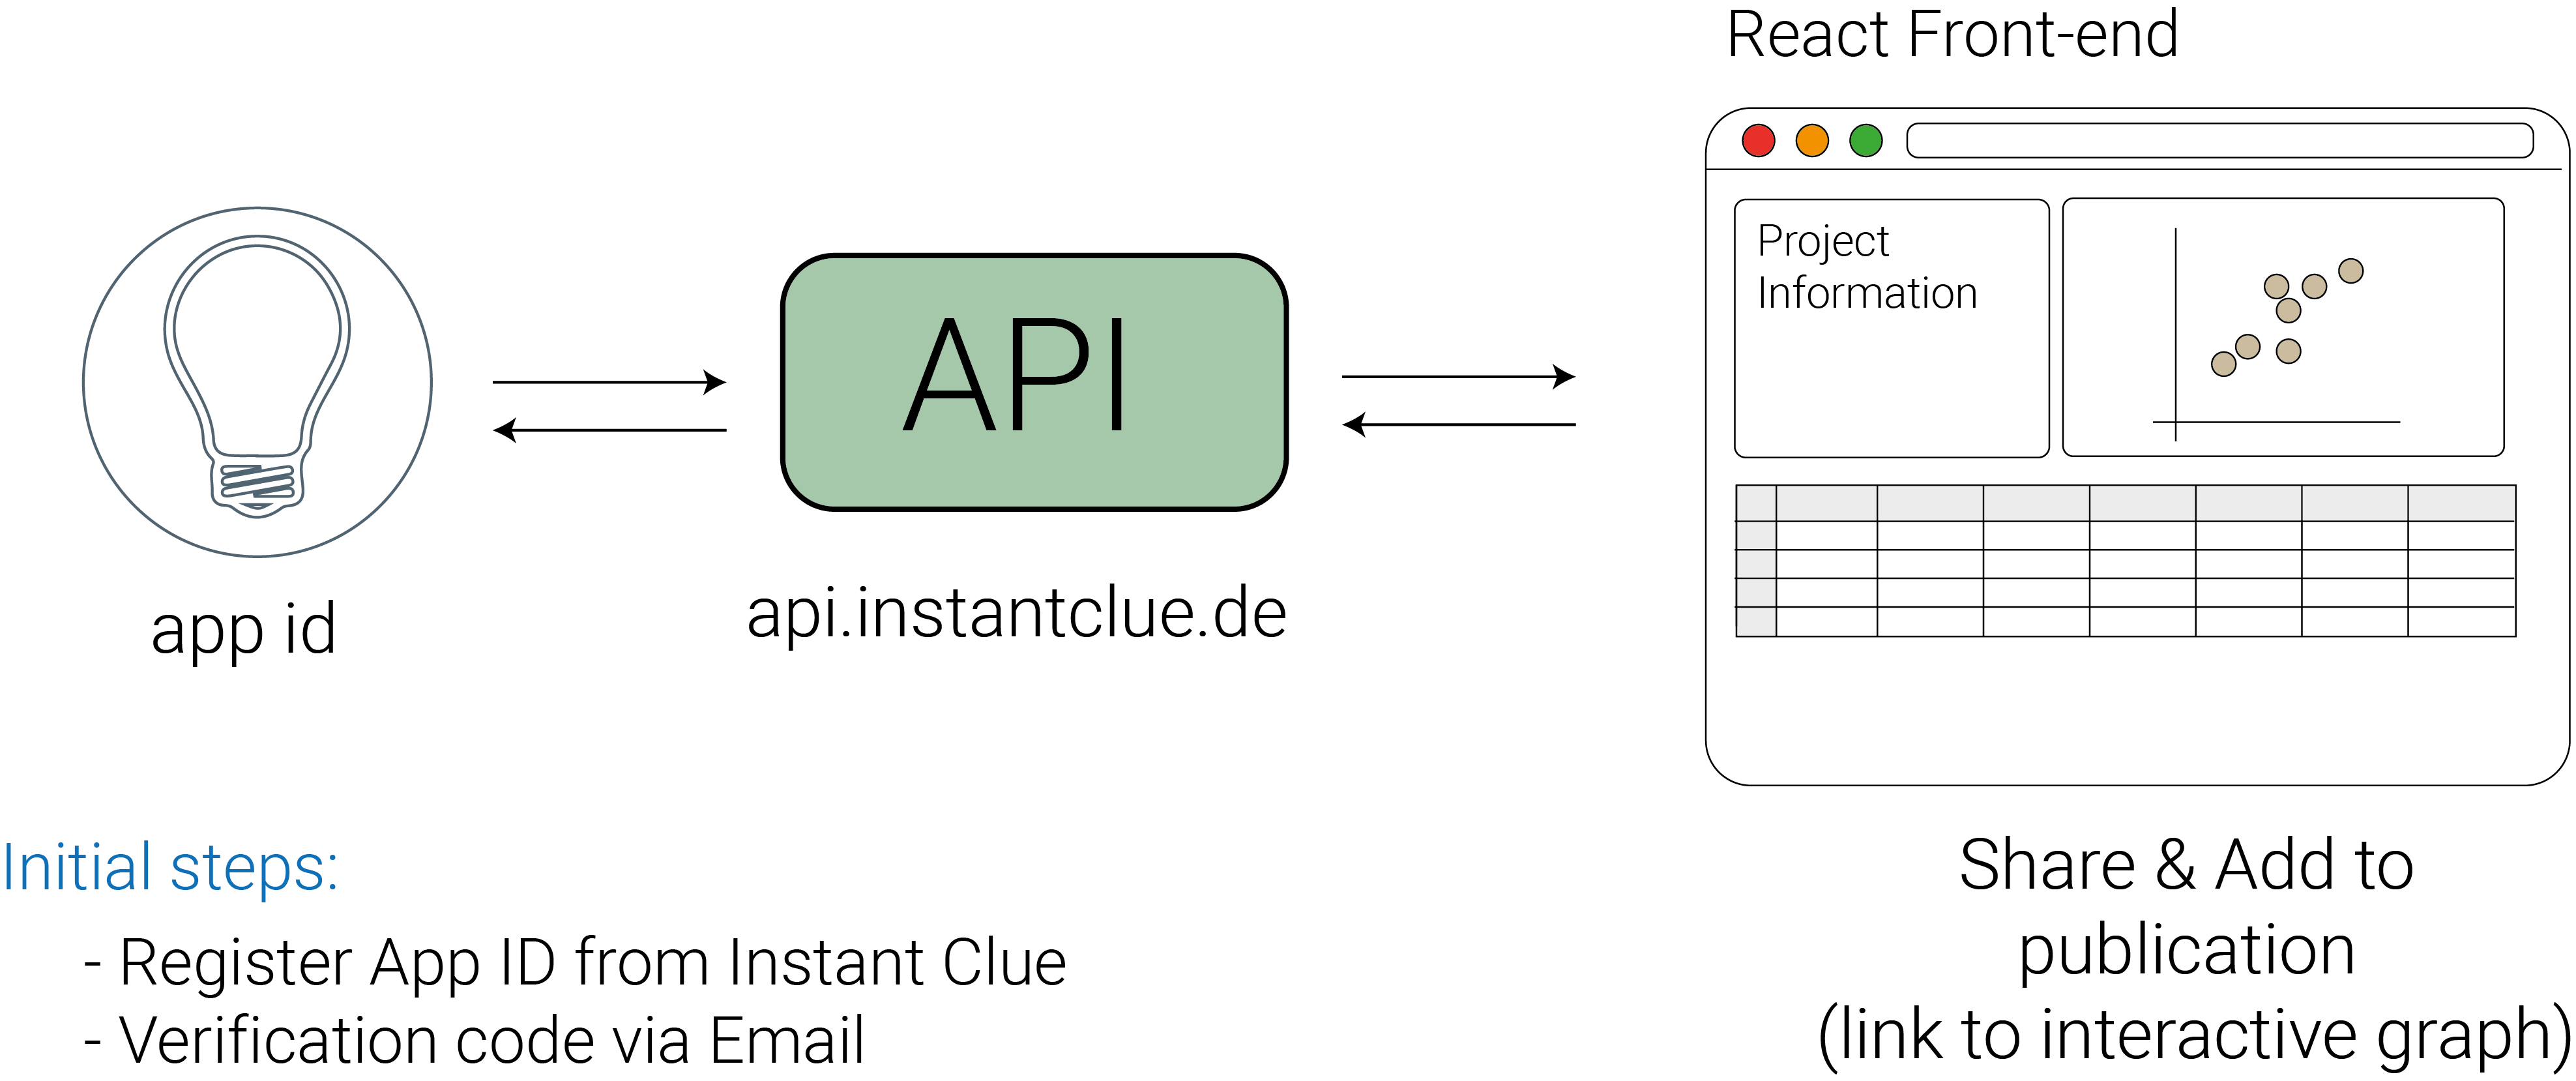 React Front-end
Project
Information
API
app id
api.instantclue.de
Initial steps:
- Register App ID from Instant Clue
- Verification code via Email
Share & Add to
publication
(link to interactive graph)